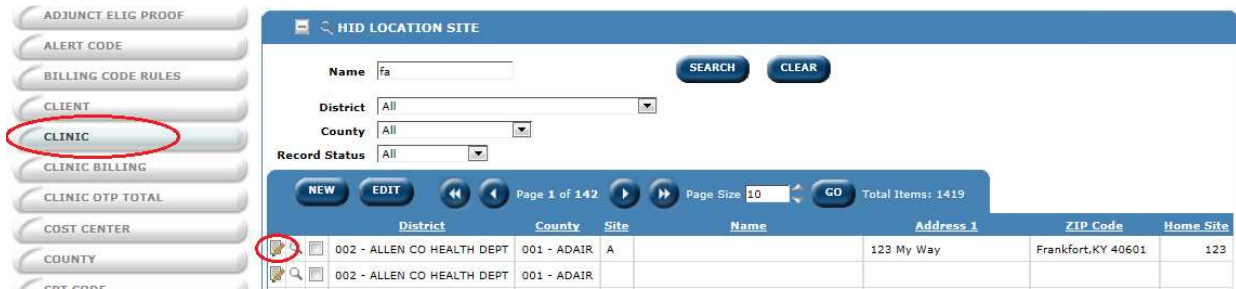 ADJUNCT ELIG PROOF
ALERT CODE
BILLING CODE RULES
CLIENT
CLINIC
CLINIC BILLING
CLINIC OTP TOTAL
COST CENTER
COUNTY
CPT CODE
HID LOCATION SITE
Name fa SEARCH CLEAR
District All
County All
Record Status All
NEW EDIT Page 1 of 142 Page Size 10 GO Total Items: 1419
District County Site Name Address 1 ZIP Code Home Site
002 - ALLEN CO HEALTH DEPT 001 - ADAIR A 123 My Way Frankfort,KY 40601 123
002 - ALLEN CO HEALTH DEPT 001 - ADAIR